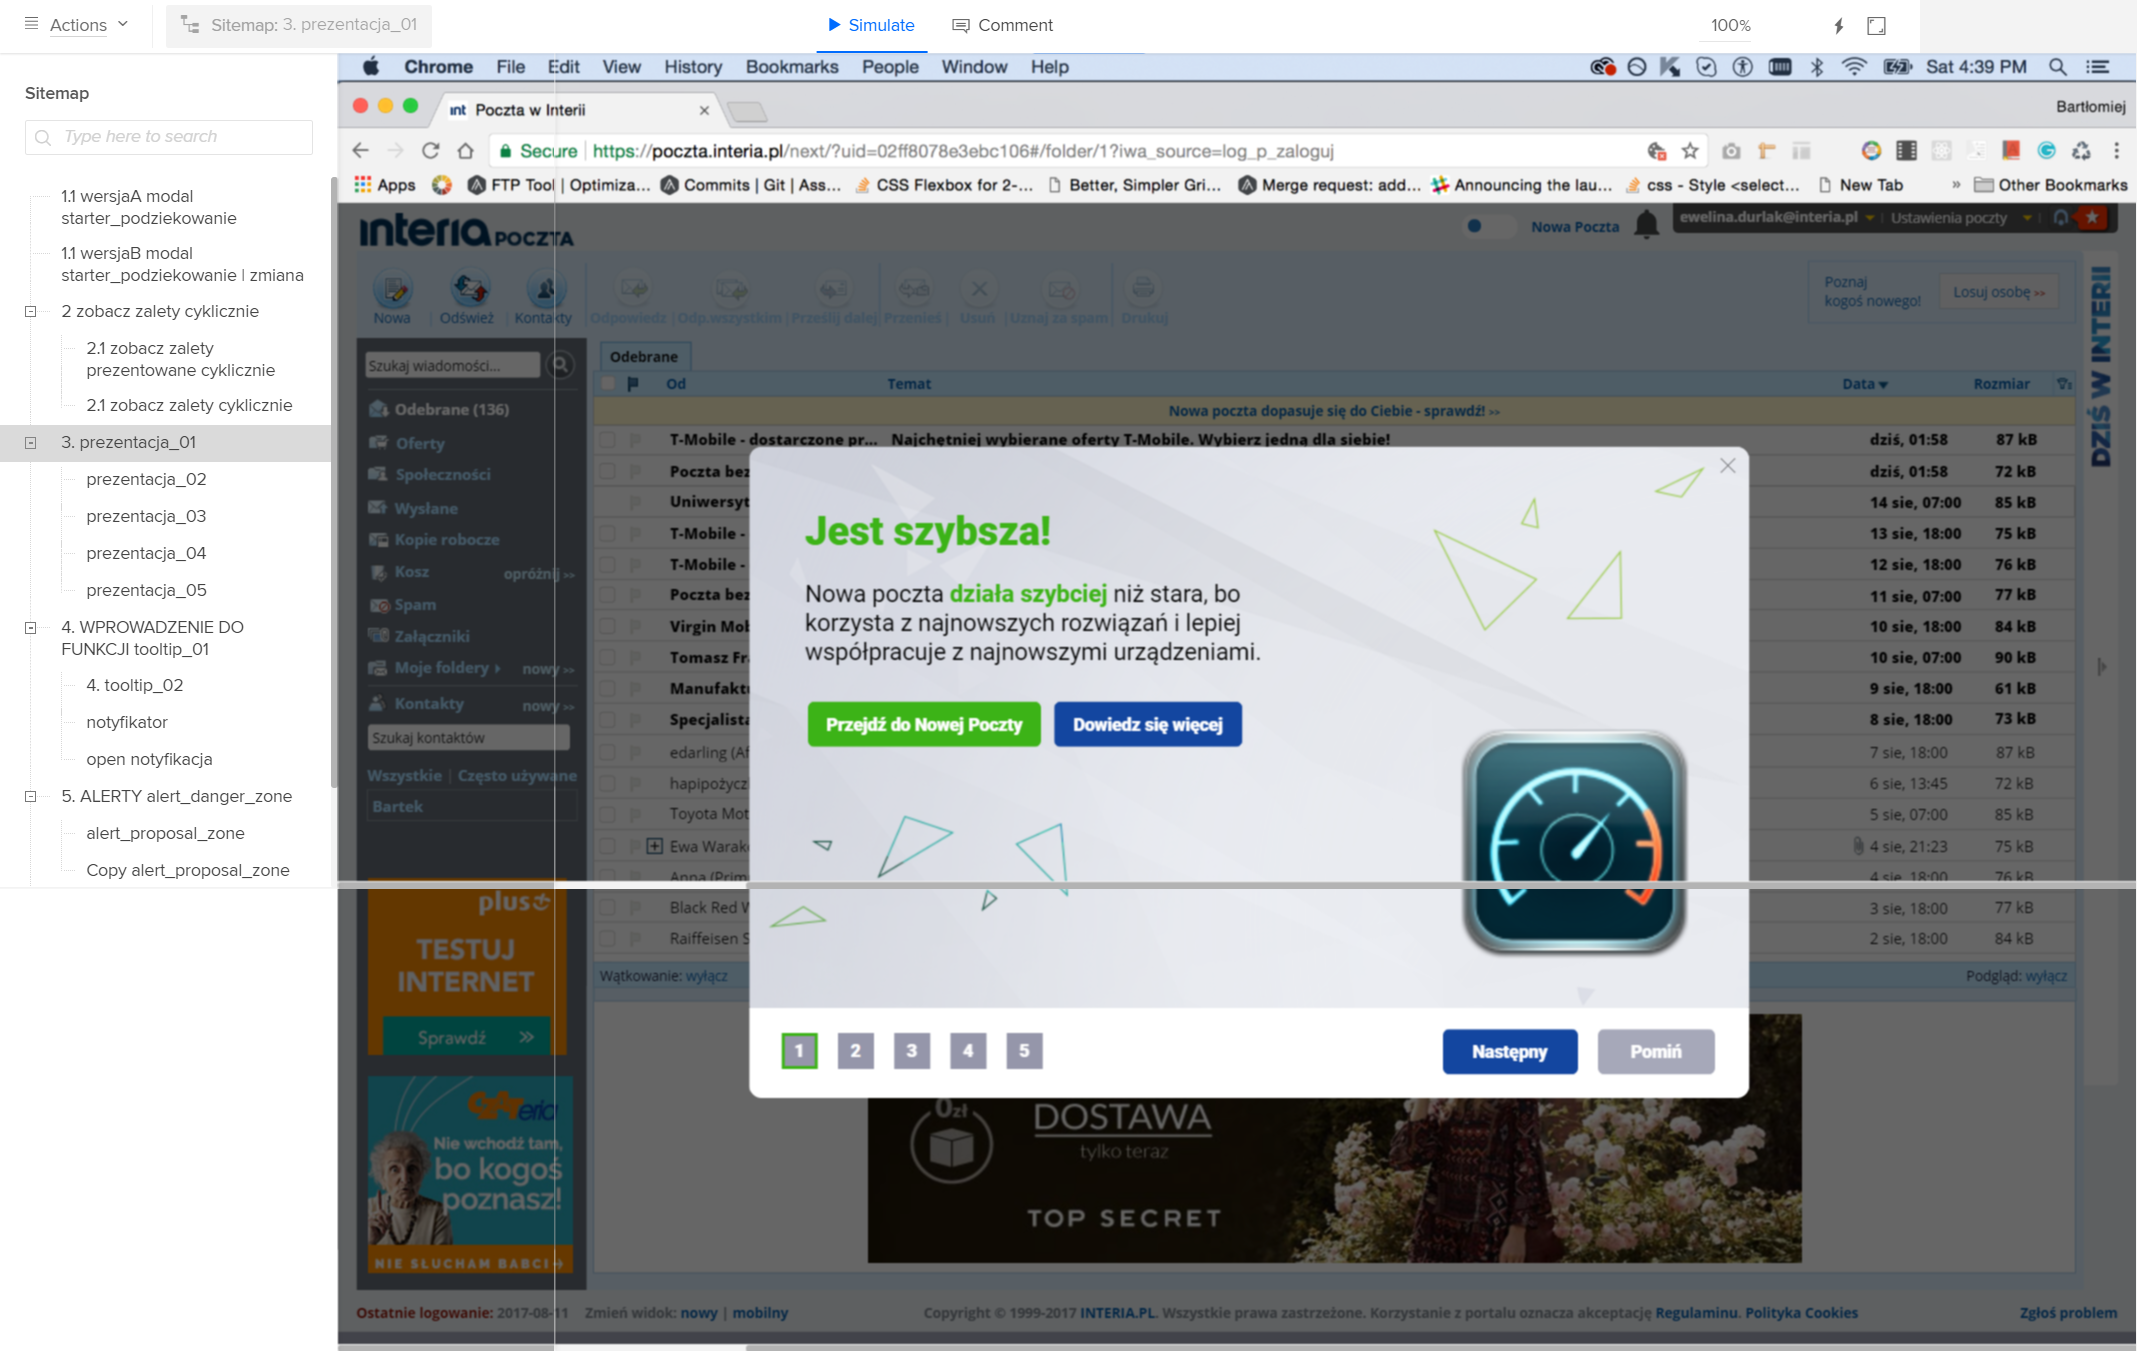 Actions
Sitemap: 3. prezentacja_01
Simulate
Comment
100%
Sitemap
Type here to search
1.1 wersjaA modal
starter_podziekowanie
1.1 wersjaB modal
starter_podziekowanie | zmiana
2 zobacz zalety cyklicznie
2.1 zobacz zalety
prezentowane cyklicznie
2.1 zobacz zalety cyklicznie
3. prezentacja_01
prezentacja_02
prezentacja_03
prezentacja_04
prezentacja_05
4. WPROWADZENIE DO
FUNKCJI tooltip_01
4. tooltip_02
notyfikator
open notyfikacja
5. ALERTY alert_danger_zone
alert_proposal_zone
Copy alert_proposal_zone
Chrome File Edit View History Bookmarks People Window Help
Sat 4:39 PM
int Poczta w Interii
Bartłomiej
Secure https://poczta.interia.pl/next/?uid=02ff8078e3ebc106#/folder/1?iwa_source=log_p_zaloguj
Apps
FTP Tool | Optimiza...
Commits | Git | Ass...
CSS Flexbox for 2-...
Better, Simpler Gri...
Merge request: add...
Announcing the lau...
css - Style <select...
New Tab
»
Other Bookmarks
interia POCZTA
Nowa Poczta
ewelina.durlak@interia.pl
Ustawienia poczty
Nowa | Odśwież | Kontakty
Odpowiedz | Odp.wszystkim | Prześlij dalej | Przenieś | Usuń | Uznaj za spam | Drukuj
Poznaj
kogoś nowego!
Losuj osobę >>
DZIŚ W INTERII
Szukaj wiadomości...
Odebrane (136)
Oferty
Społeczności
Wysłane
Kopie robocze
Kosz opróżnij >>
Spam
Załączniki
Moje foldery nowy >>
Kontakty nowy >>
Szukaj kontaktów
Wszystkie | Często używane
Bartek
Odebrane
Od Temat Data Rozmiar
Nowa poczta dopasuje się do Ciebie - sprawdź! >>
T-Mobile - dostarczone pr... Najchętniej wybierane oferty T-Mobile. Wybierz jedną dla siebie! dziś, 01:58 87 kB
Poczta bez dziś, 01:58 72 kB
Uniwersyt 14 sie, 07:00 85 kB
T-Mobile - 13 sie, 18:00 75 kB
T-Mobile - 12 sie, 18:00 76 kB
Poczta bez 11 sie, 07:00 77 kB
Virgin Mob 10 sie, 18:00 84 kB
Tomasz Fra 10 sie, 07:00 90 kB
Manufaktu 9 sie, 18:00 61 kB
Specjalista 8 sie, 18:00 73 kB
edarling (Af 7 sie, 18:00 87 kB
hapipożycz 6 sie, 13:45 72 kB
Toyota Mot 5 sie, 07:00 85 kB
Ewa Warako 4 sie, 21:23 75 kB
Anna (Prim 4 sie, 18:00 76 kB
Black Red W 3 sie, 18:00 77 kB
Raiffeisen S 2 sie, 18:00 84 kB
Wątkowanie: wyłącz
Podgląd: wyłącz
Jest szybsza!
Nowa poczta działa szybciej niż stara, bo
korzysta z najnowszych rozwiązań i lepiej
współpracuje z najnowszymi urządzeniami.
Przejdź do Nowej Poczty
Dowiedz się więcej
1 2 3 4 5
Następny
Pomiń
plus
TESTUJ
INTERNET
Sprawdź >>
GAteria
Nie wchodź tam,
bo kogoś
poznasz!
NIE SŁUCHAM BABCI
0zł
DOSTAWA
tylko teraz
TOP SECRET
Ostatnie logowanie: 2017-08-11 Zmień widok: nowy | mobilny
Copyright © 1999-2017 INTERIA.PL. Wszystkie prawa zastrzeżone. Korzystanie z portalu oznacza akceptację Regulaminu. Polityka Cookies
Zgłoś problem